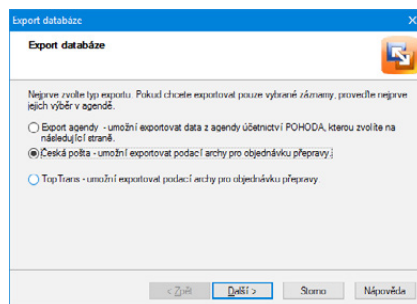 Export databáze
Export databáze
Nejprve zvolte typ exportu. Pokud chcete exportovat pouze vybrané záznamy, proveďte nejprve
jejich výběr v agendě.
Export agendy - umožní exportovat data z agendy účetnictví POHODA, kterou zvolíte na
následující straně.
Česká pošta - umožní exportovat podací archy pro objednávku přepravy.
TopTrans - umožní exportovat podací archy pro objednávku přepravy.
< Zpět
Další >
Storno
Nápověda